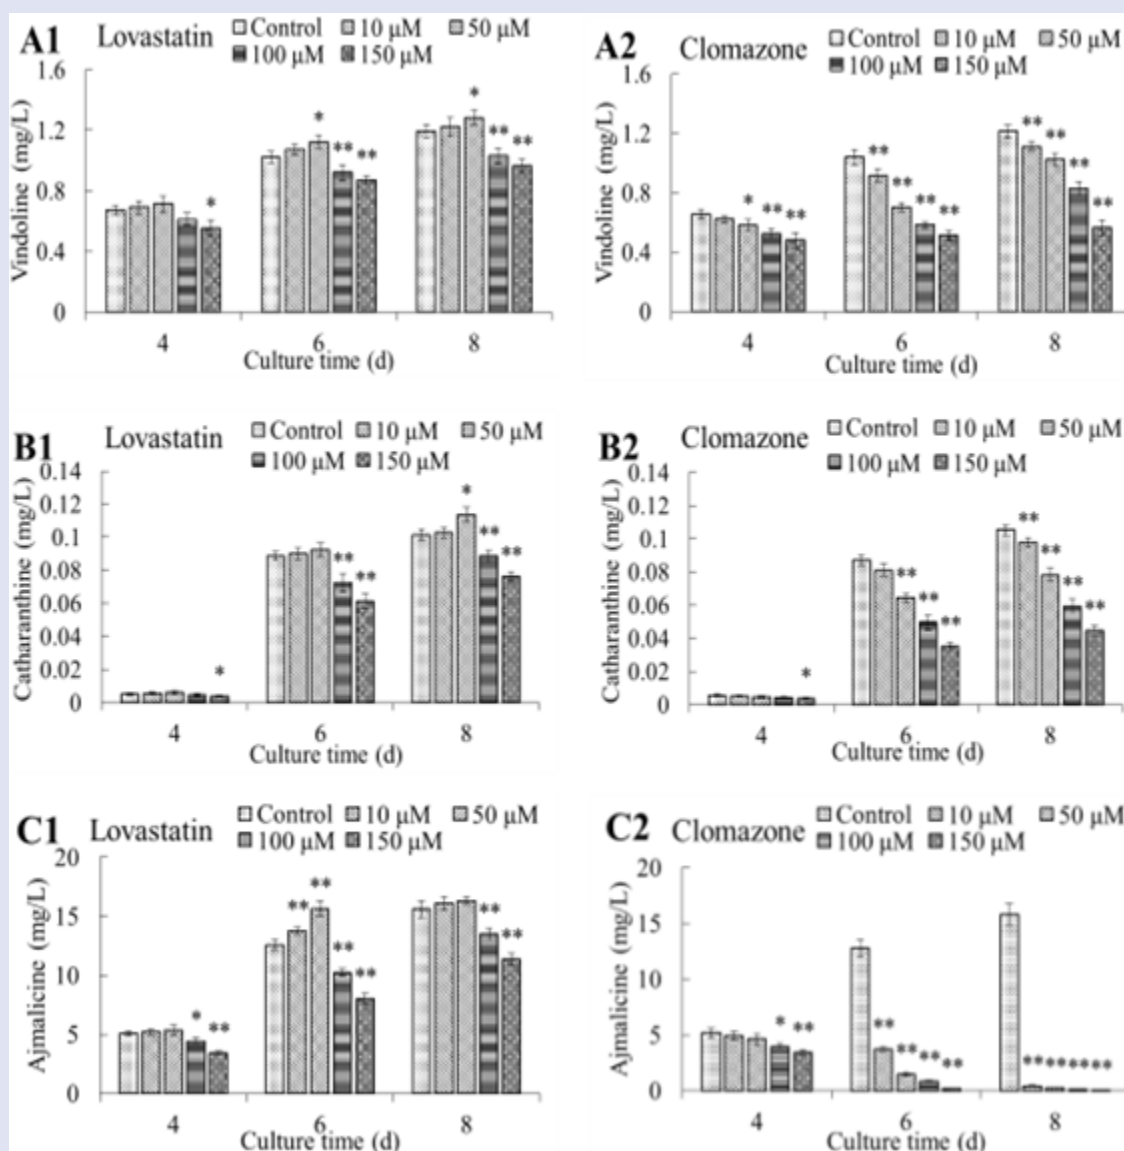 A1 Lovastatin Control 10 μM 50 μM
100 μM 150 μM
Vindoline (mg/L)
1.6
1.2
0.8
0.4
0
*
*
**
**
*
**
**
4 6 8
Culture time (d)
A2 Clomazone Control 10 μM 50 μM
100 μM 150 μM
Vindoline (mg/L)
1.6
1.2
0.8
0.4
0
*
**
**
**
**
**
**
**
**
**
**
4 6 8
Culture time (d)
B1 Lovastatin Control 10 μM 50 μM
100 μM 150 μM
Catharanthine (mg/L)
0.14
0.12
0.1
0.08
0.06
0.04
0.02
0
*
**
**
*
**
**
4 6 8
Culture time (d)
B2 Clomazone Control 10 μM 50 μM
100 μM 150 μM
Catharanthine (mg/L)
0.14
0.12
0.1
0.08
0.06
0.04
0.02
0
*
**
**
**
**
**
**
**
4 6 8
Culture time (d)
C1 Lovastatin Control 10 μM 50 μM
100 μM 150 μM
Ajmalicine (mg/L)
20
15
10
5
0
*
**
**
**
**
**
**
**
4 6 8
Culture time (d)
C2 Clomazone Control 10 μM 50 μM
100 μM 150 μM
Ajmalicine (mg/L)
20
15
10
5
0
*
**
**
**
**
**
** ** ** **
4 6 8
Culture time (d)